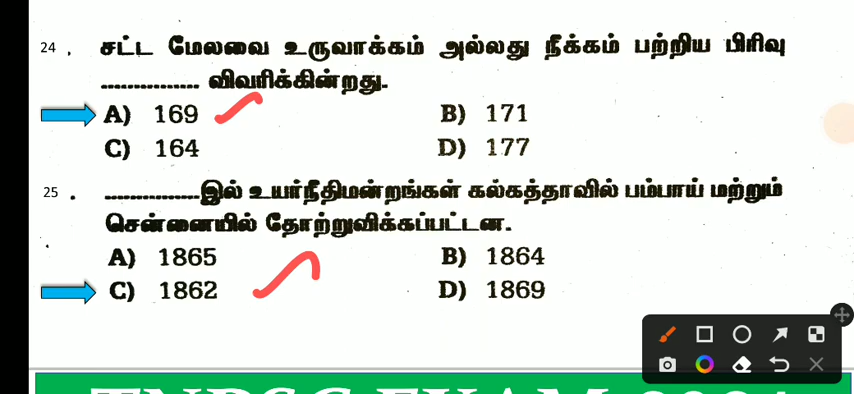 24 . சட்ட மேலவை உருவாக்கம் அல்லது நீக்கம் பற்றிய பிரிவு
................ விவரிக்கின்றது.
A) 169 B) 171
C) 164 D) 177
25 . ................இல் உயர்நீதிமன்றங்கள் கல்கத்தாவில் பம்பாய் மற்றும்
சென்னையில் தோற்றுவிக்கப்பட்டன.
A) 1865 B) 1864
C) 1862 D) 1869